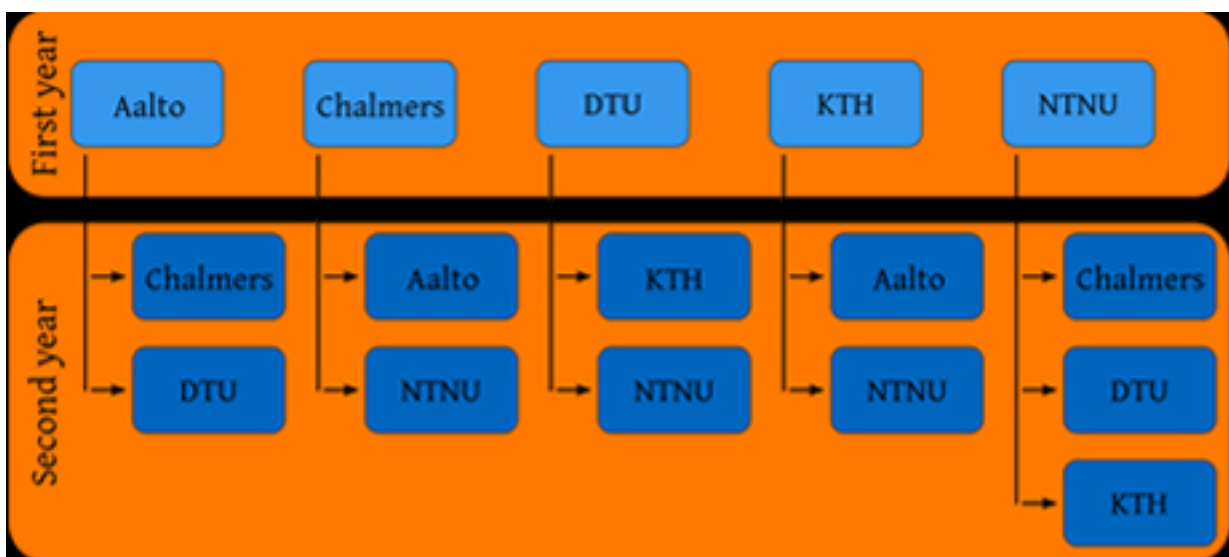 First year
Aalto
Chalmers
DTU
KTH
NTNU
Second year
Chalmers
Aalto
KTH
Aalto
Chalmers
DTU
NTNU
NTNU
NTNU
DTU
KTH